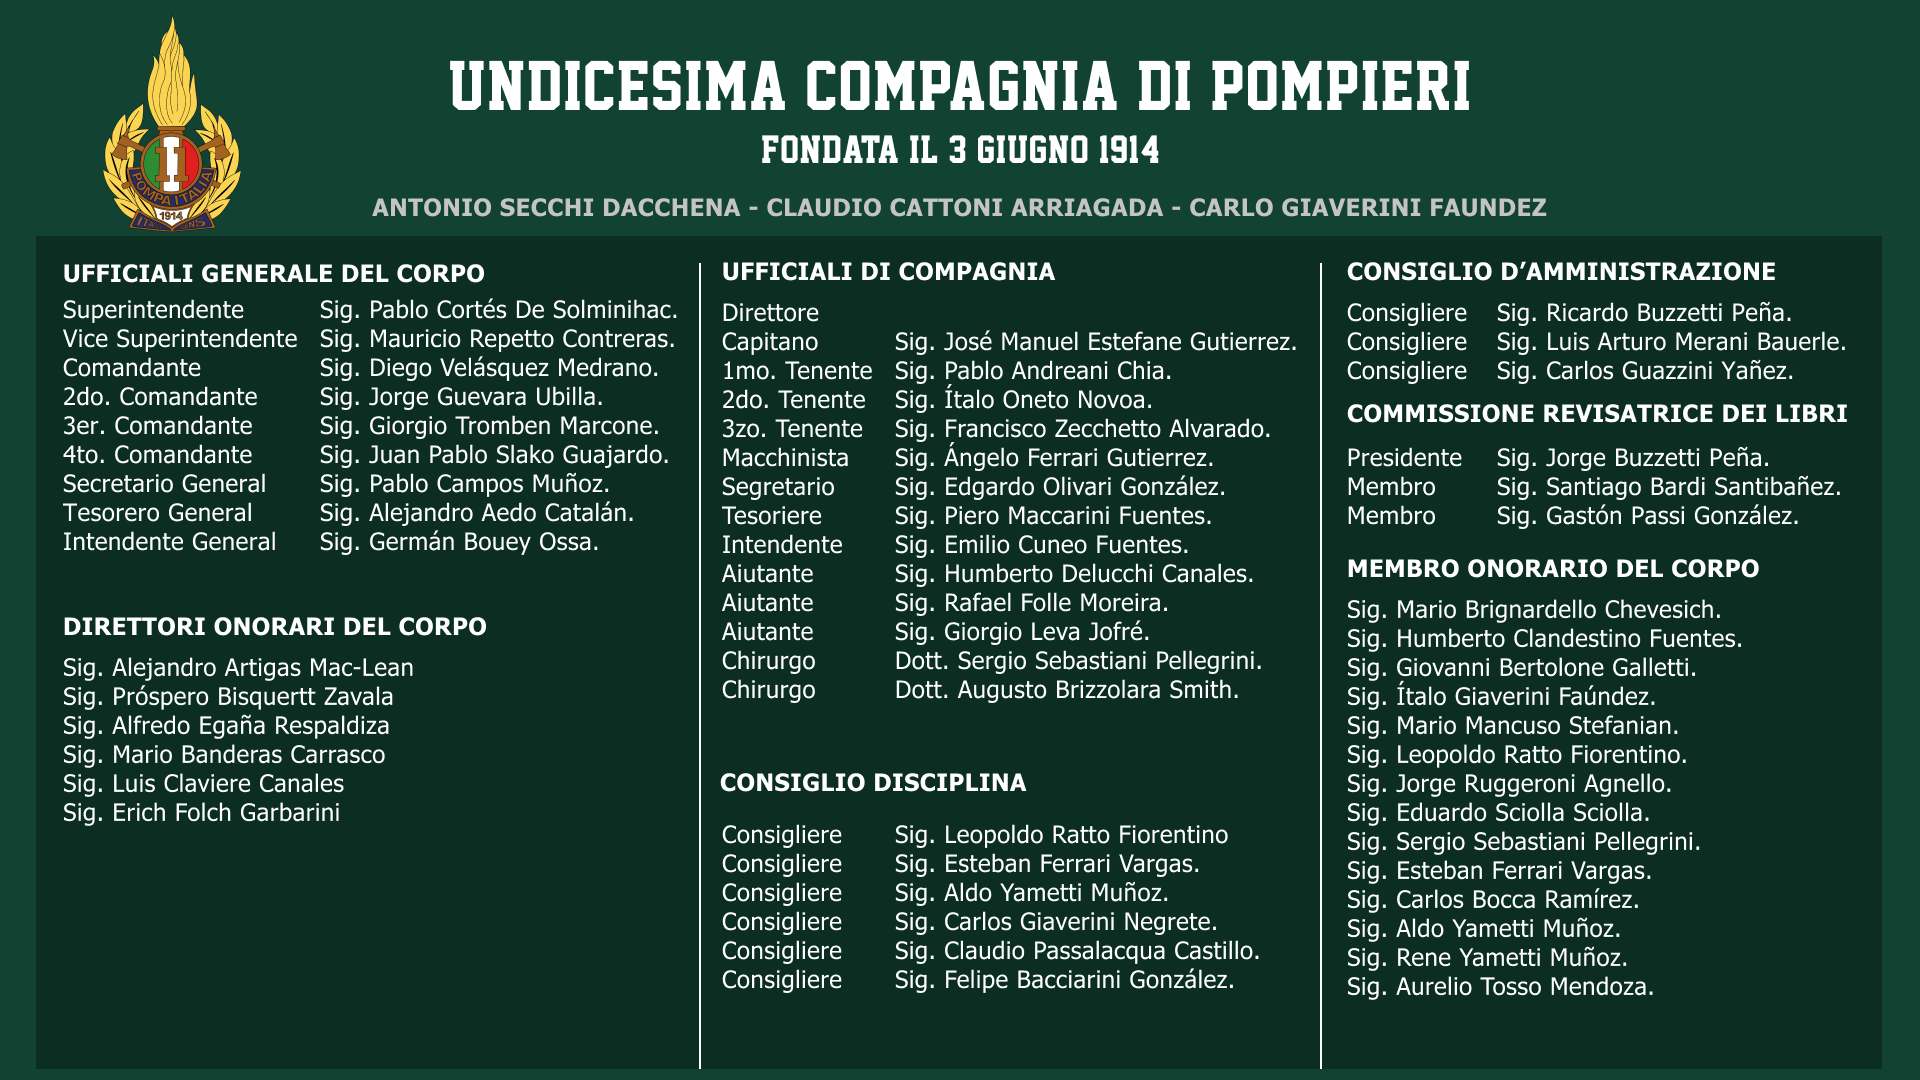 UNDICESIMA COMPAGNIA DI POMPIERI
FONDATA IL 3 GIUGNO 1914
ANTONIO SECCHI DACCHENA - CLAUDIO CATTONI ARRIAGADA - CARLO GIAVERINI FAUNDEZ
11
POMPA ITALIA
1914
UFFICIALI GENERALE DEL CORPO
Superintendente Sig. Pablo Cortés De Solminihac.
Vice Superintendente Sig. Mauricio Repetto Contreras.
Comandante Sig. Diego Velásquez Medrano.
2do. Comandante Sig. Jorge Guevara Ubilla.
3er. Comandante Sig. Giorgio Tromben Marcone.
4to. Comandante Sig. Juan Pablo Slako Guajardo.
Secretario General Sig. Pablo Campos Muñoz.
Tesorero General Sig. Alejandro Aedo Catalán.
Intendente General Sig. Germán Bouey Ossa.
DIRETTORI ONORARI DEL CORPO
Sig. Alejandro Artigas Mac-Lean
Sig. Próspero Bisquertt Zavala
Sig. Alfredo Egaña Respaldiza
Sig. Mario Banderas Carrasco
Sig. Luis Claviere Canales
Sig. Erich Folch Garbarini
UFFICIALI DI COMPAGNIA
Direttore
Capitano Sig. José Manuel Estefane Gutierrez.
1mo. Tenente Sig. Pablo Andreani Chia.
2do. Tenente Sig. Ítalo Oneto Novoa.
3zo. Tenente Sig. Francisco Zecchetto Alvarado.
Macchinista Sig. Ángelo Ferrari Gutierrez.
Segretario Sig. Edgardo Olivari González.
Tesoriere Sig. Piero Maccarini Fuentes.
Intendente Sig. Emilio Cuneo Fuentes.
Aiutante Sig. Humberto Delucchi Canales.
Aiutante Sig. Rafael Folle Moreira.
Aiutante Sig. Giorgio Leva Jofré.
Chirurgo Dott. Sergio Sebastiani Pellegrini.
Chirurgo Dott. Augusto Brizzolara Smith.
CONSIGLIO DISCIPLINA
Consigliere Sig. Leopoldo Ratto Fiorentino
Consigliere Sig. Esteban Ferrari Vargas.
Consigliere Sig. Aldo Yametti Muñoz.
Consigliere Sig. Carlos Giaverini Negrete.
Consigliere Sig. Claudio Passalacqua Castillo.
Consigliere Sig. Felipe Bacciarini González.
CONSIGLIO D’AMMINISTRAZIONE
Consigliere Sig. Ricardo Buzzetti Peña.
Consigliere Sig. Luis Arturo Merani Bauerle.
Consigliere Sig. Carlos Guazzini Yañez.
COMMISSIONE REVISATRICE DEI LIBRI
Presidente Sig. Jorge Buzzetti Peña.
Membro Sig. Santiago Bardi Santibañez.
Membro Sig. Gastón Passi González.
MEMBRO ONORARIO DEL CORPO
Sig. Mario Brignardello Chevesich.
Sig. Humberto Clandestino Fuentes.
Sig. Giovanni Bertolone Galletti.
Sig. Ítalo Giaverini Faúndez.
Sig. Mario Mancuso Stefanian.
Sig. Leopoldo Ratto Fiorentino.
Sig. Jorge Ruggeroni Agnello.
Sig. Eduardo Sciolla Sciolla.
Sig. Sergio Sebastiani Pellegrini.
Sig. Esteban Ferrari Vargas.
Sig. Carlos Bocca Ramírez.
Sig. Aldo Yametti Muñoz.
Sig. Rene Yametti Muñoz.
Sig. Aurelio Tosso Mendoza.